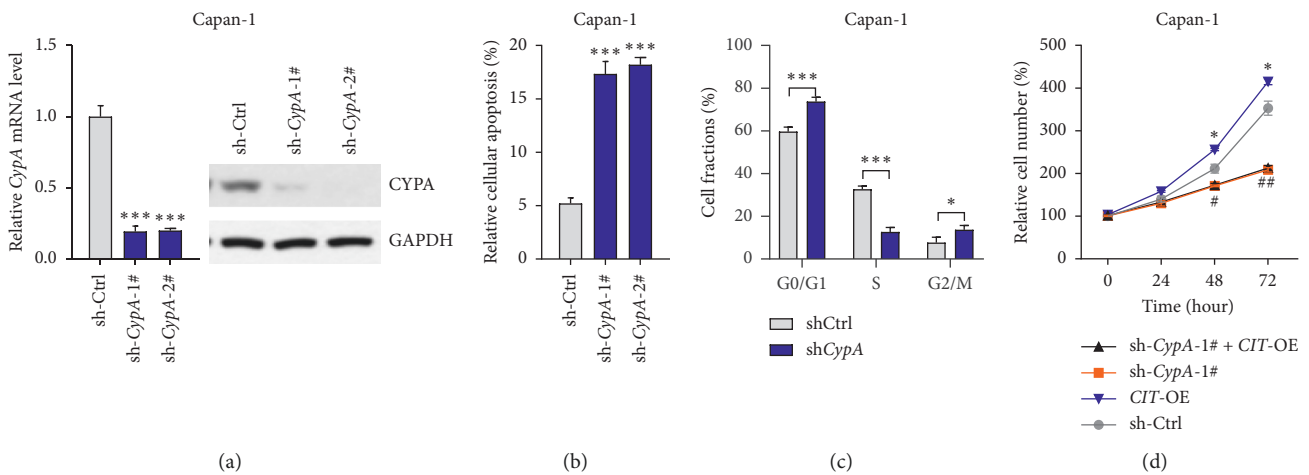 Capan-1
Relative CypA mRNA level
1.5
1.0
0.5
0.0
***
***
sh-Ctrl
sh-CypA-1#
sh-CypA-2#
sh-Ctrl
sh-CypA-1#
sh-CypA-2#
CYPA
GAPDH
(a)
Capan-1
Relative cellular apoptosis (%)
20
15
10
5
0
***
***
sh-Ctrl
sh-CypA-1#
sh-CypA-2#
(b)
Capan-1
Cell fractions (%)
100
80
60
40
20
0
***
***
*
G0/G1
S
G2/M
shCtrl
shCypA
(c)
Capan-1
Relative cell number (%)
500
400
300
200
100
0
*
*
#
##
0
24
48
72
Time (hour)
sh-CypA-1# + CIT-OE
sh-CypA-1#
CIT-OE
sh-Ctrl
(d)